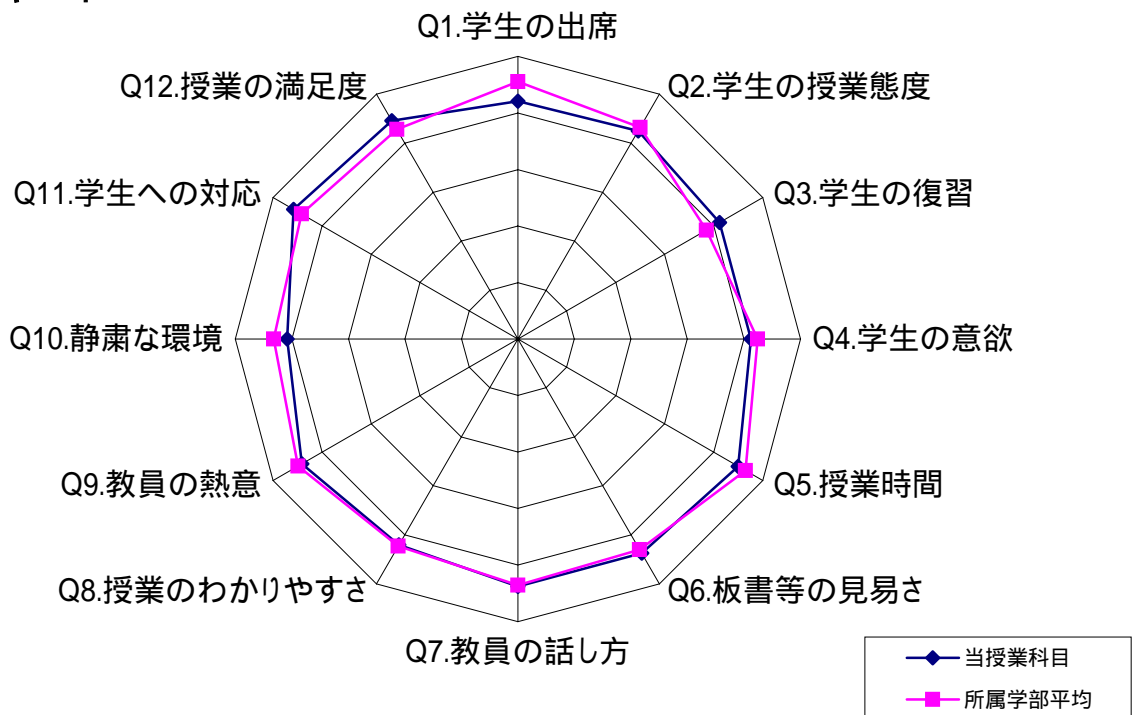 Q1.学生の出席
Q2.学生の授業態度
Q3.学生の復習
Q4.学生の意欲
Q5.授業時間
Q6.板書等の見易さ
Q7.教員の話し方
Q8.授業のわかりやすさ
Q9.教員の熱意
Q10.静粛な環境
Q11.学生への対応
Q12.授業の満足度
当授業科目
所属学部平均